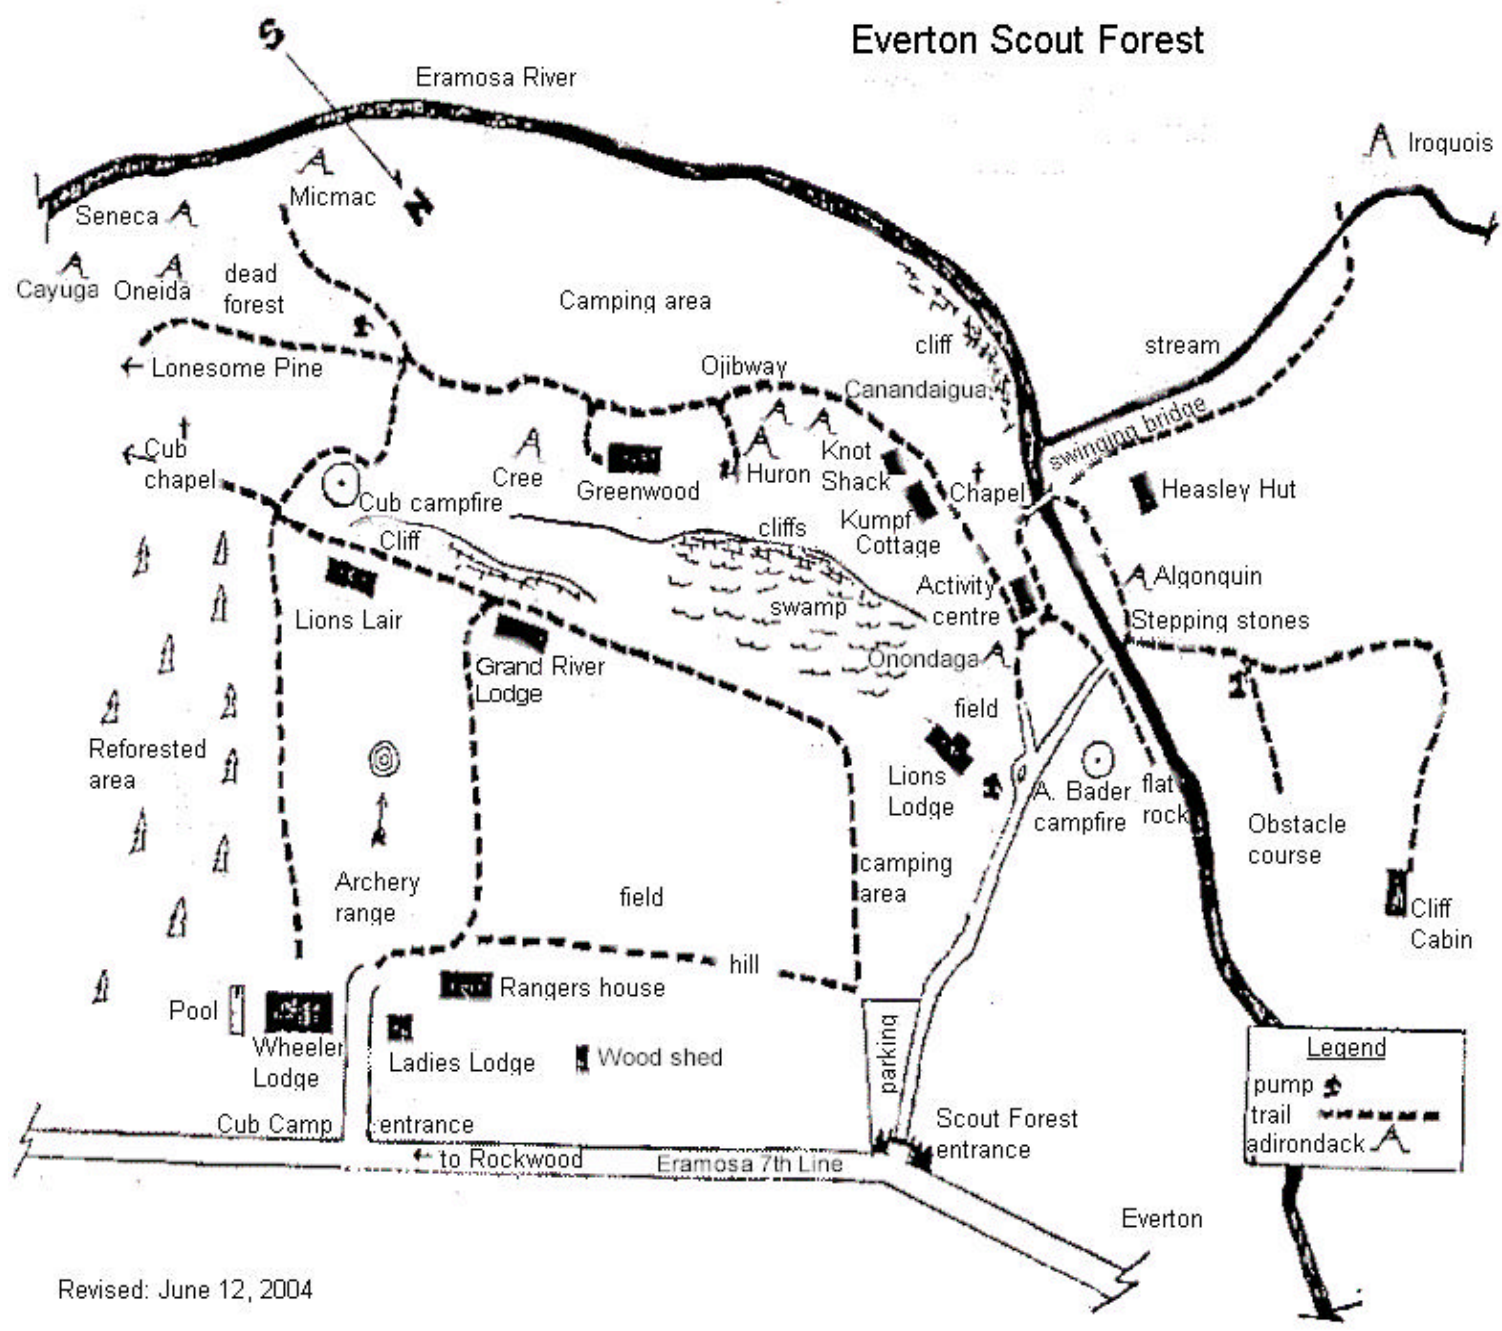 Everton Scout Forest
S
Eramosa River
Iroquois
Micmac
N
Seneca
Cayuga
Oneida
dead
forest
Camping area
cliff
stream
Lonesome Pine
Ojibway
Canandaigua
swinging bridge
Cub
chapel
Cub campfire
Cree
Greenwood
Huron
Knot
Shack
Chapel
Heasley Hut
Kumpf
Cottage
cliffs
Cliff
swamp
Activity
centre
Algonquin
Stepping stones
Lions Lair
Grand River
Lodge
Onondaga
field
Reforested
area
Lions
Lodge
A. Bader
campfire
flat
rock
Obstacle
course
Archery
range
field
camping
area
Cliff
Cabin
hill
Pool
Rangers house
Wheeler
Lodge
Ladies Lodge
Wood shed
parking
Legend
pump
trail
adirondack
Cub Camp
entrance
Scout Forest
entrance
to Rockwood
Eramosa 7th Line
Everton
Revised: June 12, 2004